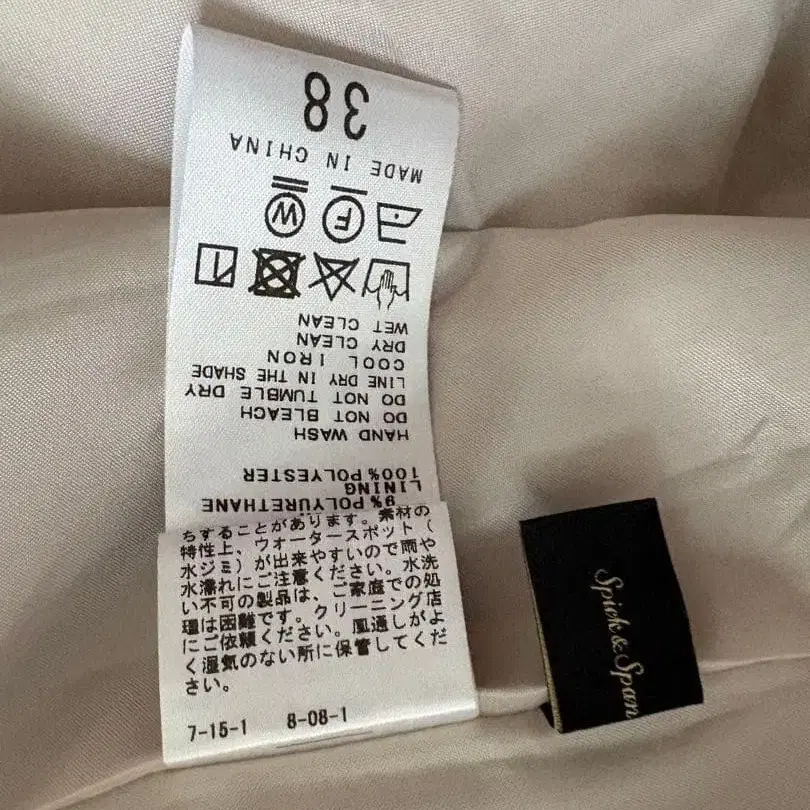 9% POLYURETHANE
LINING
100%POLYESTER
HAND WASH
DO NOT BLEACH
DO NOT TUMBLE DRY
LINE DRY IN THE SHADE
COOL IRON
DRY CLEAN
WET CLEAN
F W
MADE IN CHINA
38
ちすることがあります。素材の
特性上、ウォータースポット(
水ジミ)が出来やすいので雨や
水濡れにご注意ください。水洗
い不可の製品は、ご家庭での処
理は困難です。クリーニング店
にご依頼ください。風通しがよ
く湿気のない所に保管してくだ
さい。
7-15-1 8-08-1
Spick & Span